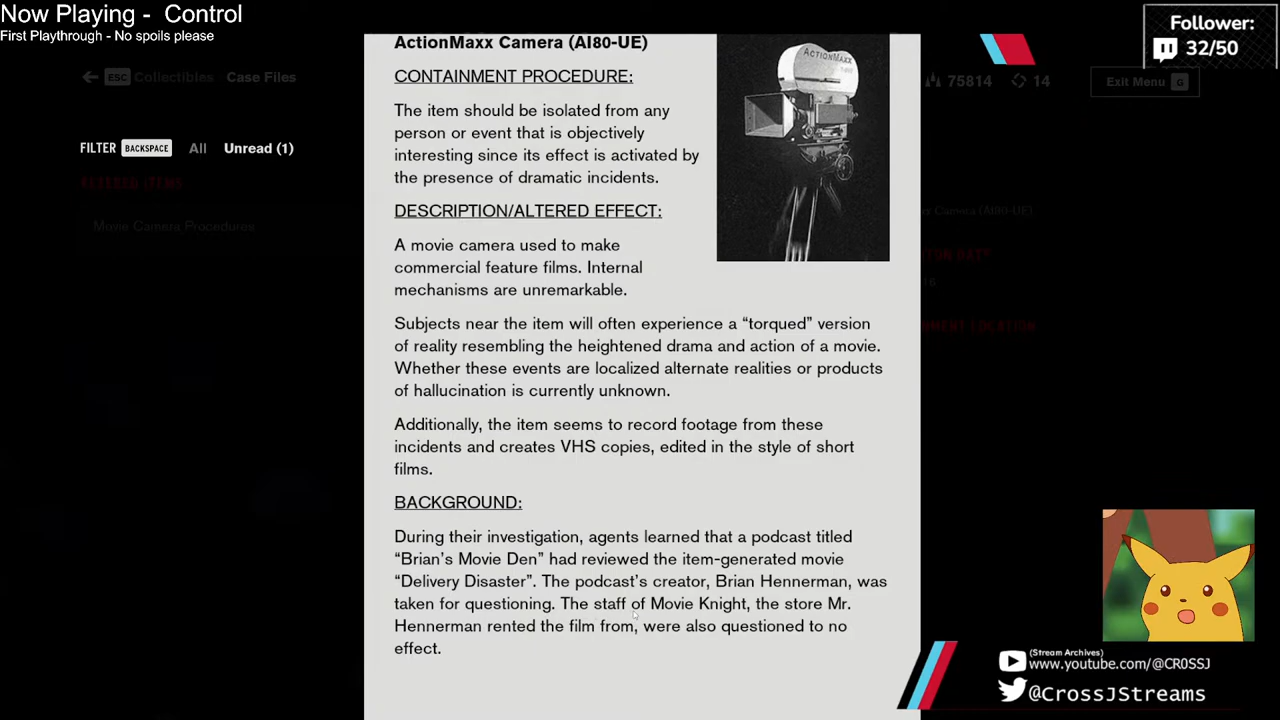 Now Playing -  Control
First Playthrough - No spoils please
Follower:
32/50
ESC Collectibles Case Files
75814 14
Exit Menu G
FILTER BACKSPACE All Unread (1)
Movie Camera Procedures
ActionMaxx Camera (AI80-UE)
CONTAINMENT PROCEDURE:
The item should be isolated from any
person or event that is objectively
interesting since its effect is activated by
the presence of dramatic incidents.
DESCRIPTION/ALTERED EFFECT:
A movie camera used to make
commercial feature films. Internal
mechanisms are unremarkable.
Subjects near the item will often experience a “torqued” version
of reality resembling the heightened drama and action of a movie.
Whether these events are localized alternate realities or products
of hallucination is currently unknown.
Additionally, the item seems to record footage from these
incidents and creates VHS copies, edited in the style of short
films.
BACKGROUND:
During their investigation, agents learned that a podcast titled
“Brian’s Movie Den” had reviewed the item-generated movie
“Delivery Disaster”. The podcast’s creator, Brian Hennerman, was
taken for questioning. The staff of Movie Knight, the store Mr.
Hennerman rented the film from, were also questioned to no
effect.
ACTIONMAXX
Camera (AI80-UE)
(Stream Archives)
www.youtube.com/@CR0SSJ
@CrossJStreams